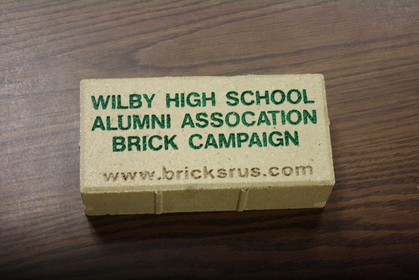 WILBY HIGH SCHOOL
ALUMNI ASSOCATION
BRICK CAMPAIGN
www.bricksrus.com